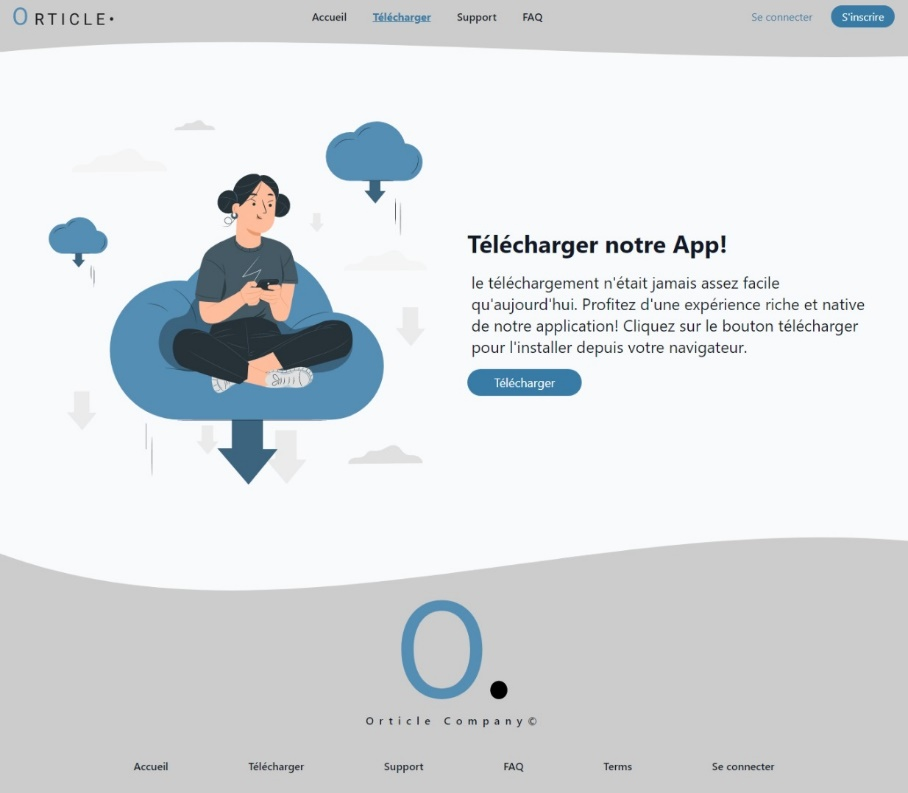 ORTICLE•
Accueil Télécharger Support FAQ Se connecter S'inscrire
Télécharger notre App!
le téléchargement n'était jamais assez facile
qu'aujourd'hui. Profitez d'une expérience riche et native
de notre application! Cliquez sur le bouton télécharger
pour l'installer depuis votre navigateur.
Télécharger
O.
Orticle Company©
Accueil Télécharger Support FAQ Terms Se connecter